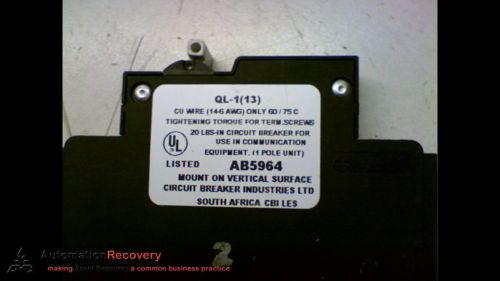 QL-1(13)
CU WIRE (14-6 AWG) ONLY 60 / 75 C
TIGHTENING TORQUE FOR TERM.SCREWS
20 LBS-IN CIRCUIT BREAKER FOR
USE IN COMMUNICATION
EQUIPMENT. (1 POLE UNIT)
UL
LISTED AB5964
MOUNT ON VERTICAL SURFACE
CIRCUIT BREAKER INDUSTRIES LTD
SOUTH AFRICA CBI LES
2
AutomationRecovery
making Asset Recovery a common business practice